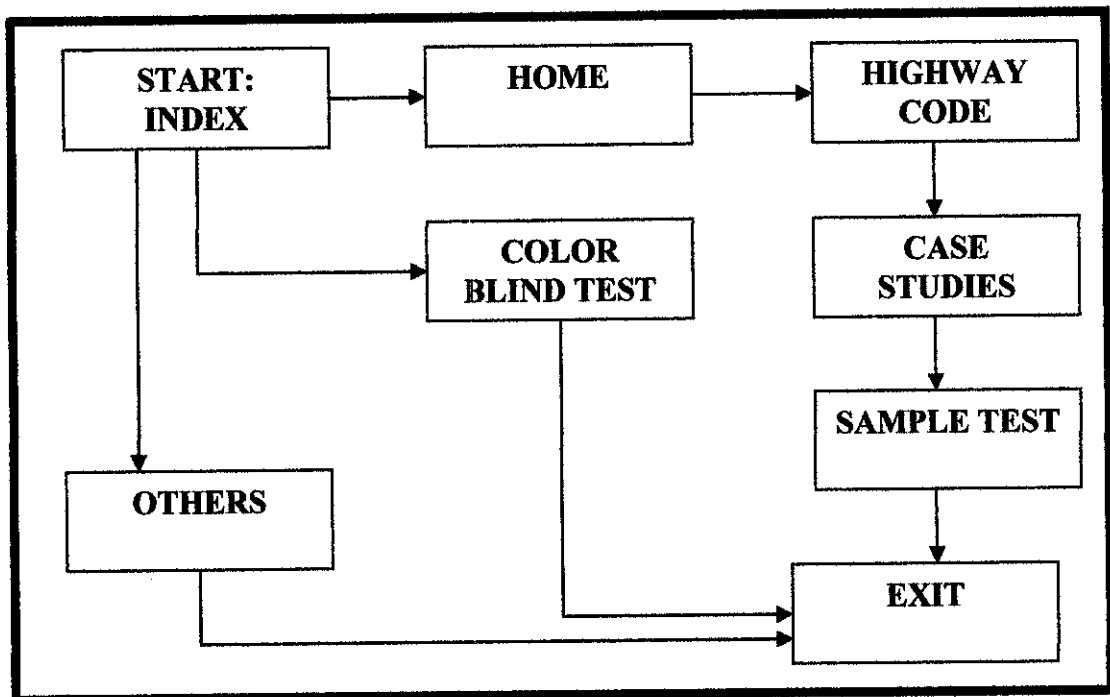 START:
INDEX
HOME
HIGHWAY
CODE
COLOR
BLIND TEST
CASE
STUDIES
SAMPLE TEST
OTHERS
EXIT